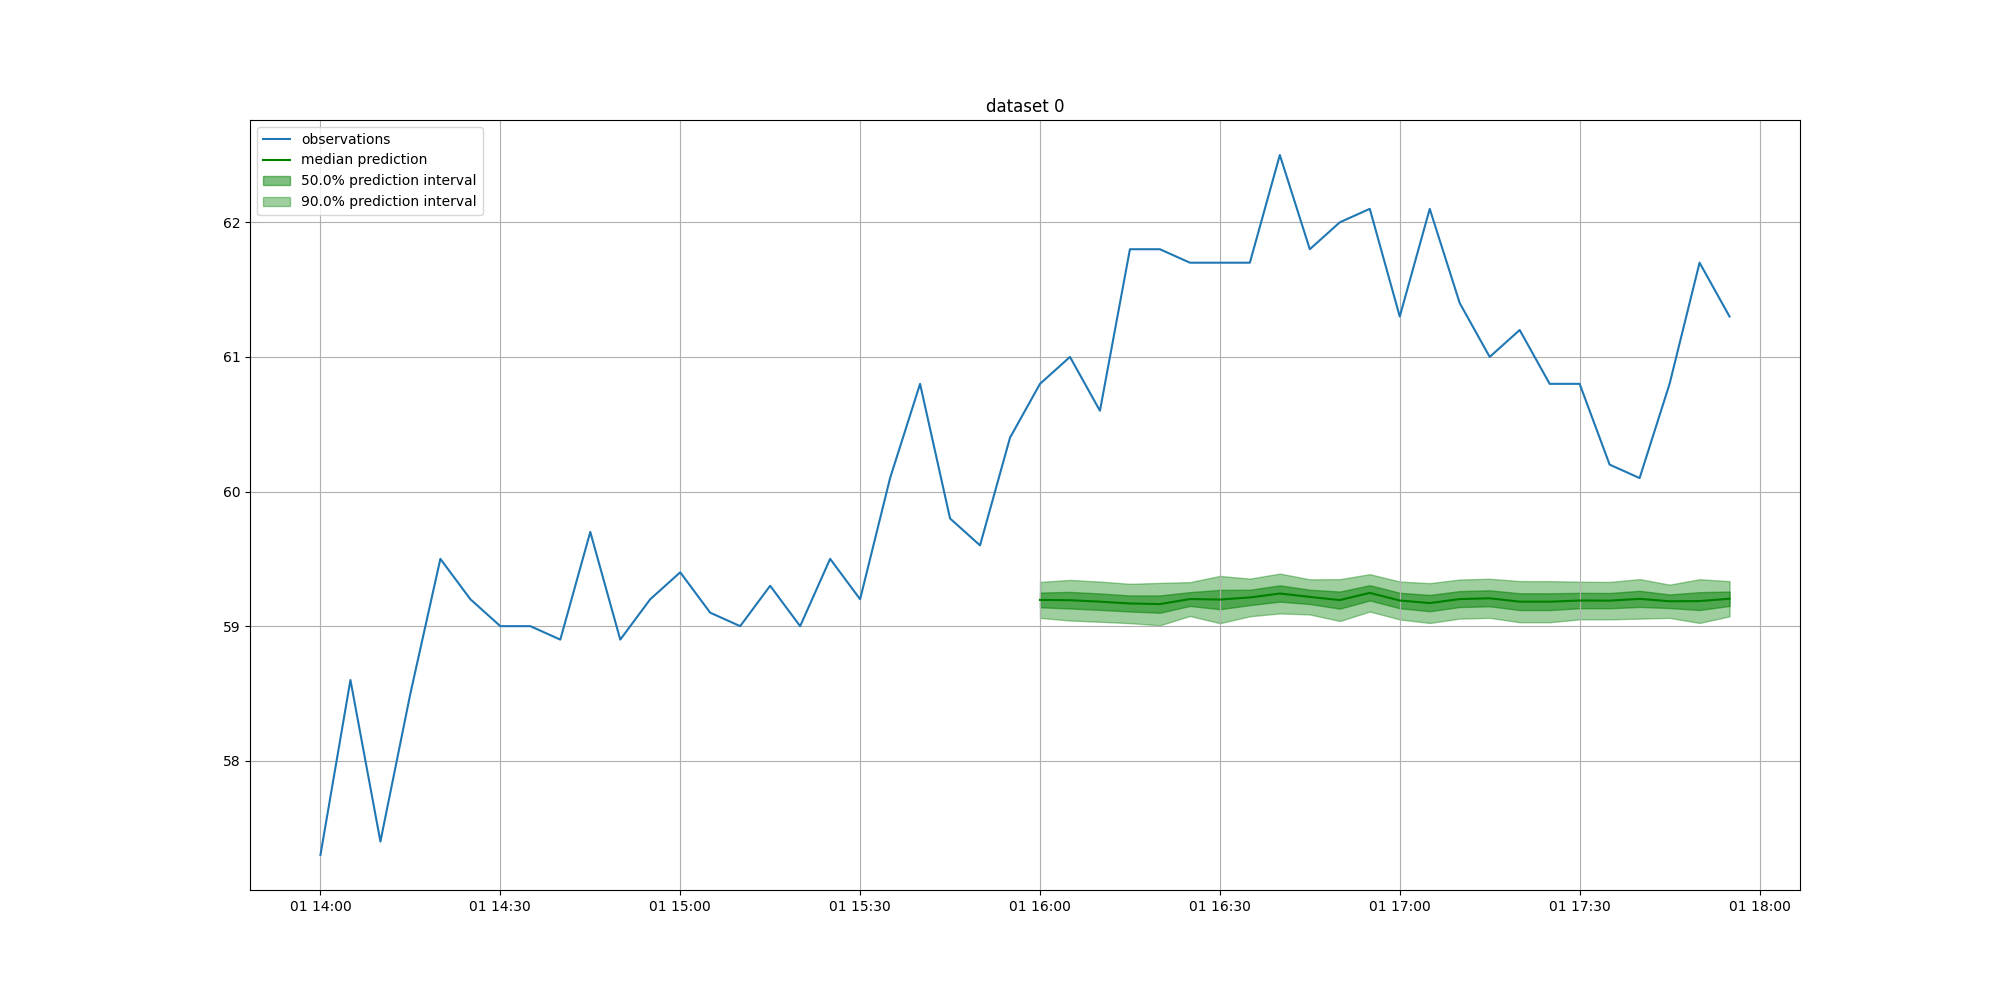 dataset 0
observations
median prediction
50.0% prediction interval
90.0% prediction interval
62
61
60
59
58
01 14:00 01 14:30 01 15:00 01 15:30 01 16:00 01 16:30 01 17:00 01 17:30 01 18:00